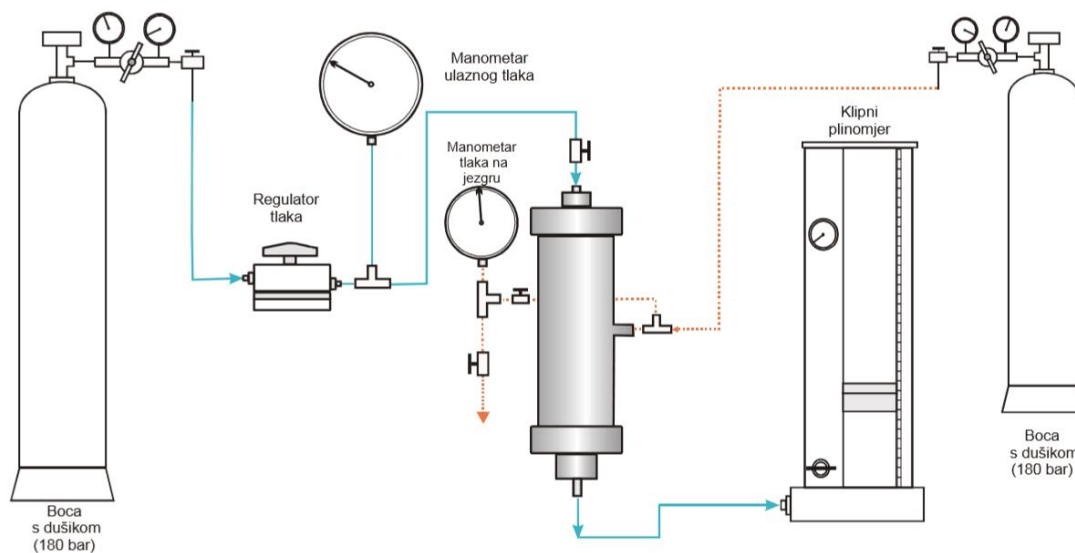 Manometar
ulaznog tlaka
Klipni
plinomjer
Manometar
tlaka na
jezgru
Regulator
tlaka
Boca
s dušikom
(180 bar)
Boca
s dušikom
(180 bar)